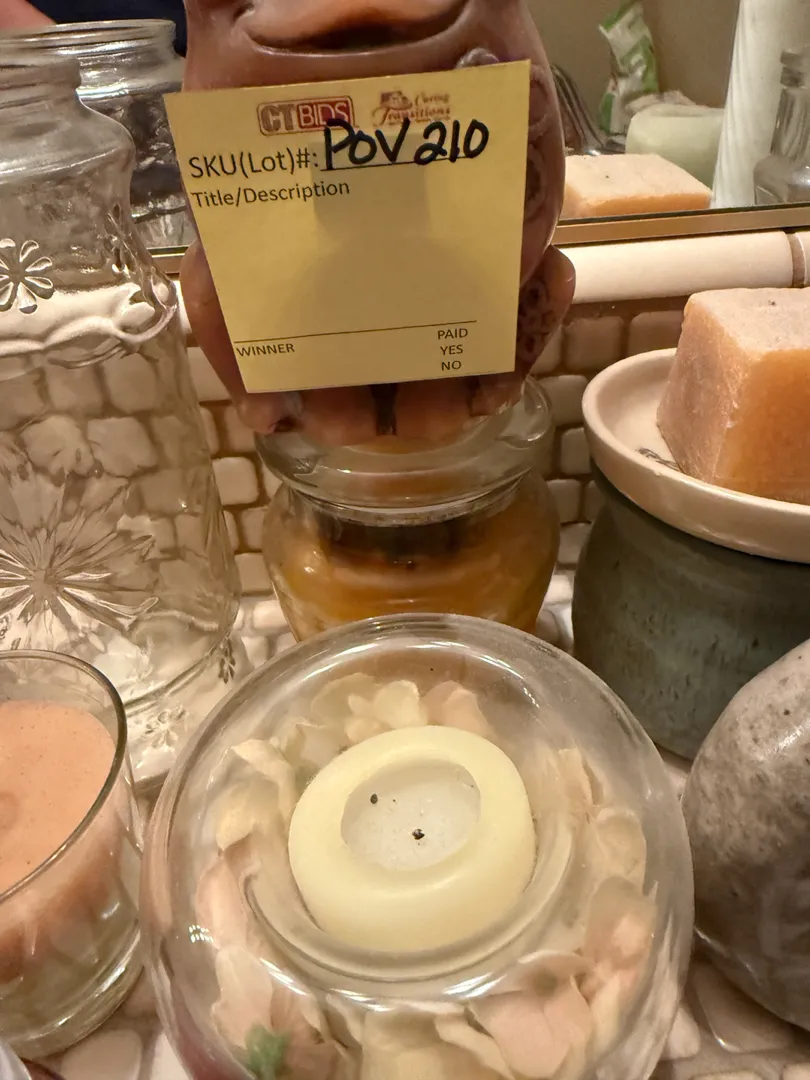 CTBIDS Caring Transitions
SKU(Lot)#: POV 210
Title/Description
WINNER PAID
YES
NO